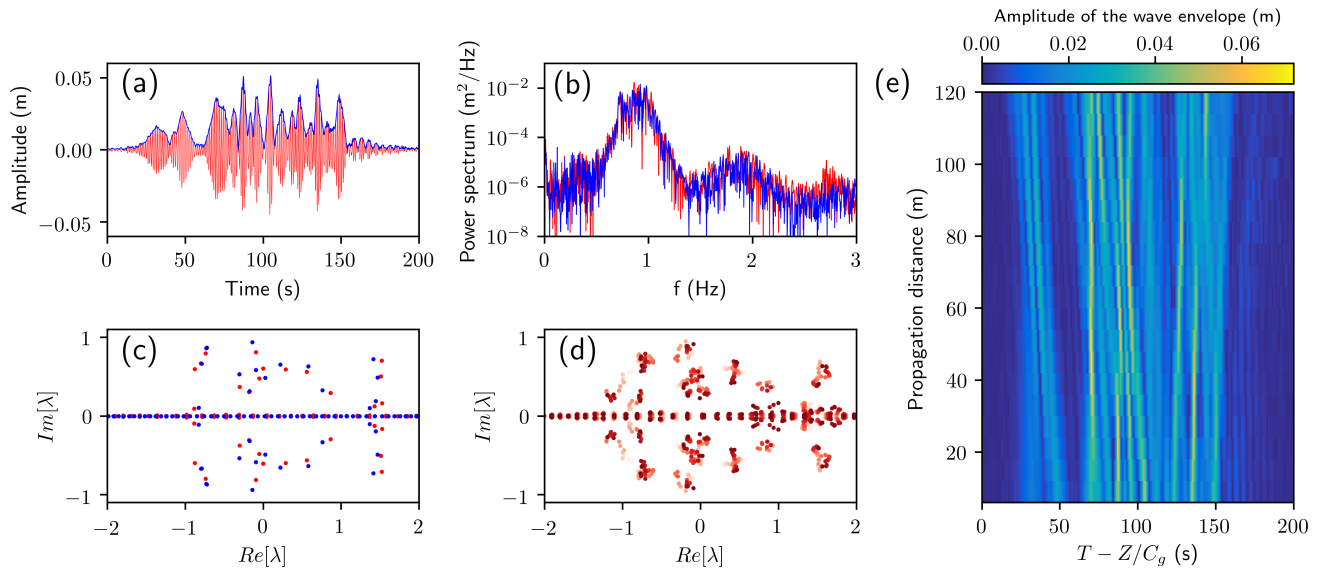 (a)
Amplitude (m)
0.05
0.00
−0.05
0 50 100 150 200
Time (s)
(b)
Power spectrum (m²/Hz)
10⁻²
10⁻⁴
10⁻⁶
10⁻⁸
0 1 2 3
f (Hz)
(c)
Im[λ]
1
0
−1
−2 −1 0 1 2
Re[λ]
(d)
Im[λ]
1
0
−1
−2 −1 0 1 2
Re[λ]
Amplitude of the wave envelope (m)
0.00 0.02 0.04 0.06
(e)
Propagation distance (m)
120
100
80
60
40
20
0 50 100 150 200
T − Z/C_g (s)